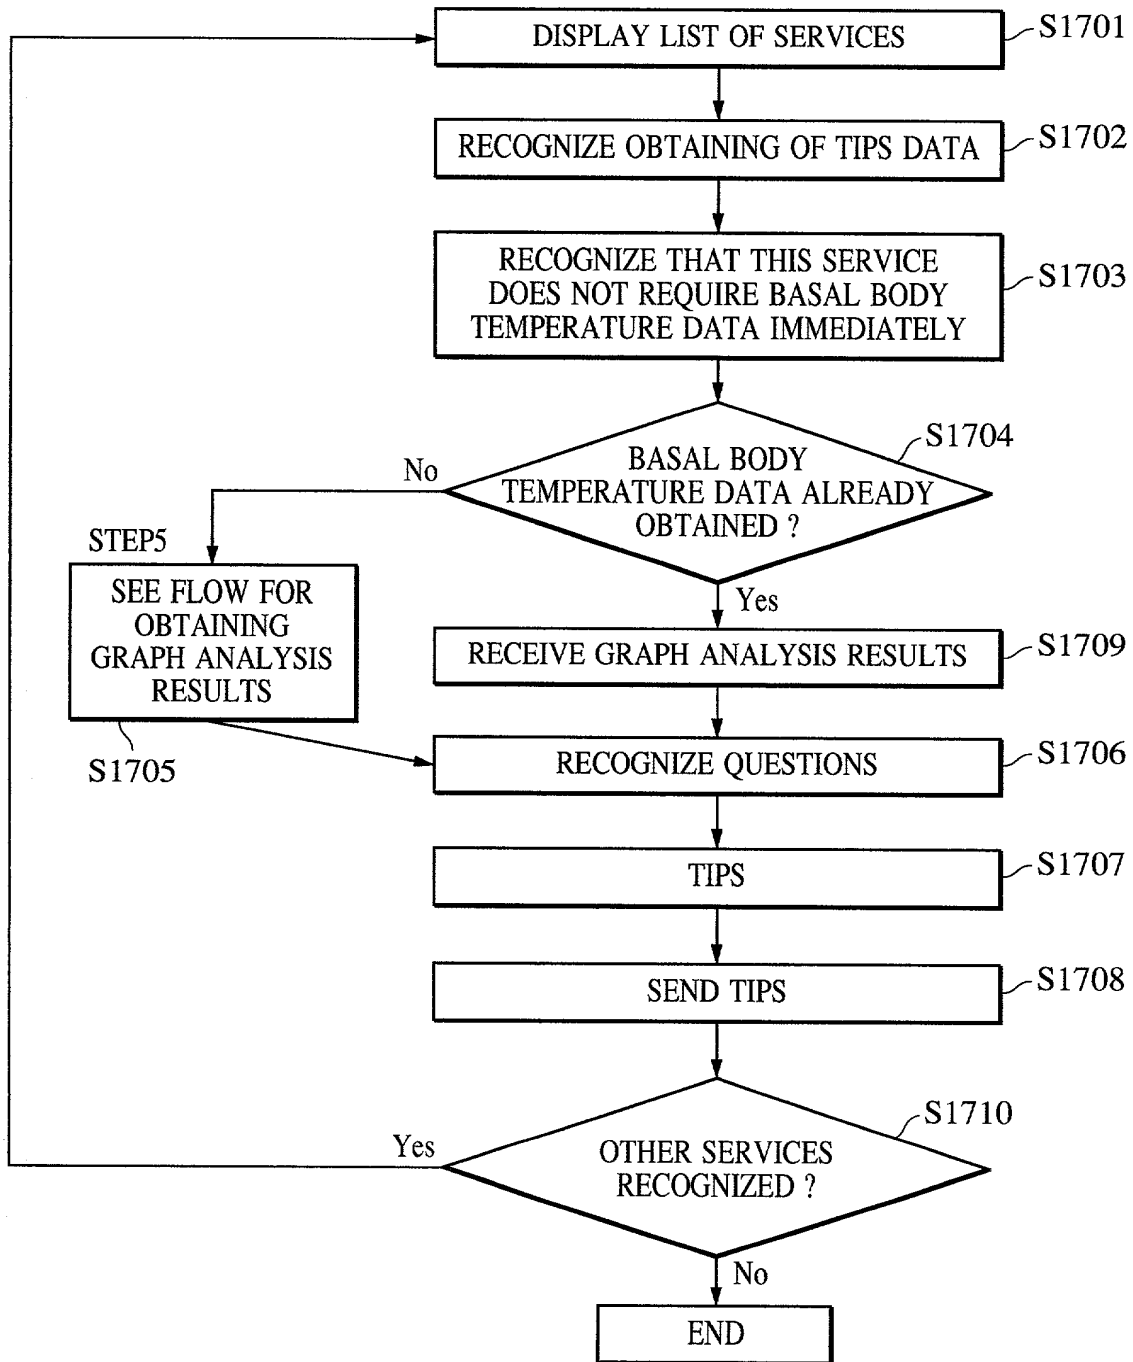 DISPLAY LIST OF SERVICES
S1701
RECOGNIZE OBTAINING OF TIPS DATA
S1702
RECOGNIZE THAT THIS SERVICE
DOES NOT REQUIRE BASAL BODY
TEMPERATURE DATA IMMEDIATELY
S1703
BASAL BODY
TEMPERATURE DATA ALREADY
OBTAINED ?
S1704
No
Yes
STEP5
SEE FLOW FOR
OBTAINING
GRAPH ANALYSIS
RESULTS
S1705
RECEIVE GRAPH ANALYSIS RESULTS
S1709
RECOGNIZE QUESTIONS
S1706
TIPS
S1707
SEND TIPS
S1708
OTHER SERVICES
RECOGNIZED ?
S1710
Yes
No
END